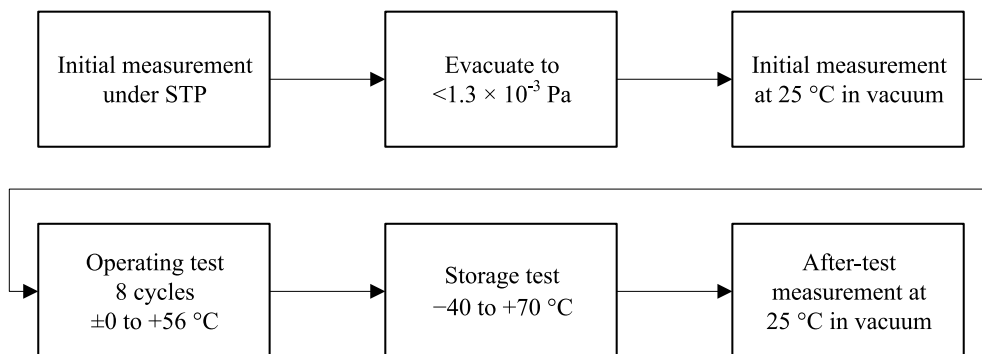 Initial measurement
under STP
Evacuate to
<1.3 × 10⁻³ Pa
Initial measurement
at 25 °C in vacuum
Operating test
8 cycles
±0 to +56 °C
Storage test
−40 to +70 °C
After-test
measurement at
25 °C in vacuum